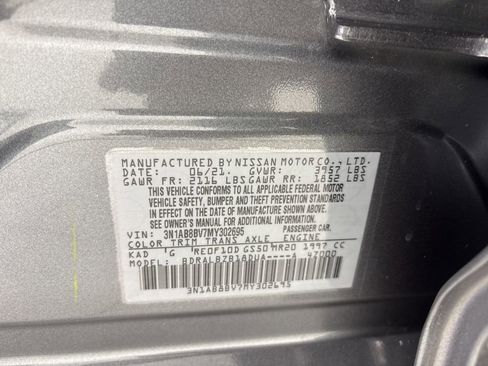 MANUFACTURED BY NISSAN MOTOR CO., LTD.
DATE: 06/21. GVWR: 3957 LBS
GAWR FR: 2116 LBS GAWR RR: 1852 LBS
THIS VEHICLE CONFORMS TO ALL APPLICABLE FEDERAL MOTOR
VEHICLE SAFETY, BUMPER AND THEFT PREVENTION STANDARDS
IN EFFECT ON THE DATE OF MANUFACTURE SHOWN ABOVE.
SEE OWNER'S MANUAL FOR ADDITIONAL INFORMATION.
VIN: 3N1AB8BV7MY302695 PASSENGER CAR.
COLOR TRIM TRANS AXLE ENGINE
KAD G RE0F10D GS50 MR20 1997 CC
MODEL: BDRALBZB18DUA----A 47000
3N1AB8BV7MY302695